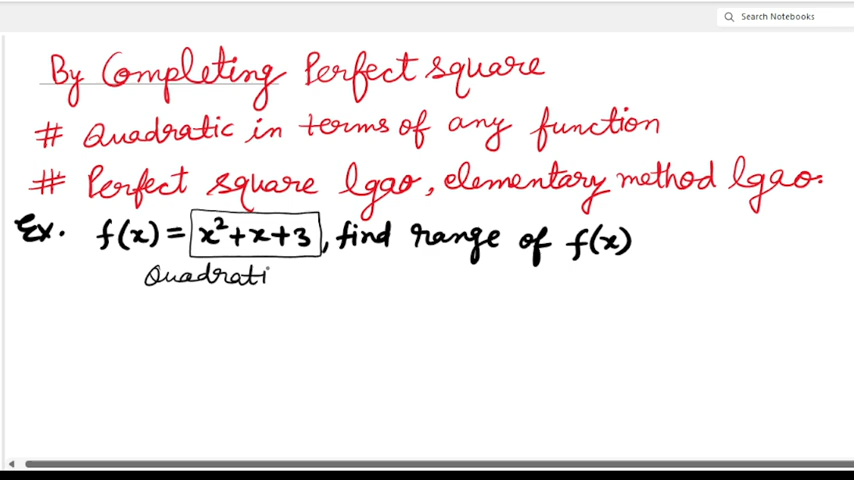 Search Notebooks
By Completing Perfect square
# Quadratic in terms of any function
# Perfect square lgao, elementary method lgao.
Ex. f(x) = x²+x+3, find range of f(x)
Quadrati